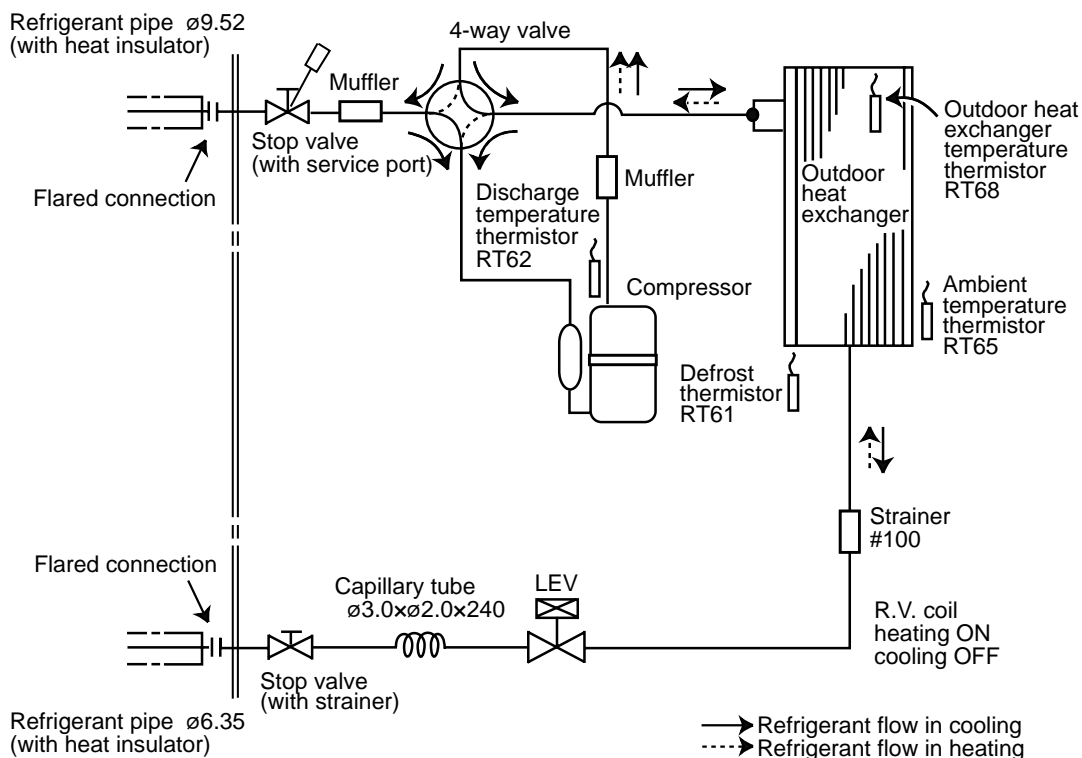 Refrigerant pipe ø9.52
(with heat insulator)
4-way valve
Muffler
Stop valve
(with service port)
Flared connection
Discharge
temperature
thermistor
RT62
Muffler
Compressor
Outdoor
heat
exchanger
Outdoor heat
exchanger
temperature
thermistor
RT68
Ambient
temperature
thermistor
RT65
Defrost
thermistor
RT61
Strainer
#100
Flared connection
Capillary tube
ø3.0×ø2.0×240
LEV
R.V. coil
heating ON
cooling OFF
Stop valve
(with strainer)
Refrigerant pipe ø6.35
(with heat insulator)
Refrigerant flow in cooling
Refrigerant flow in heating